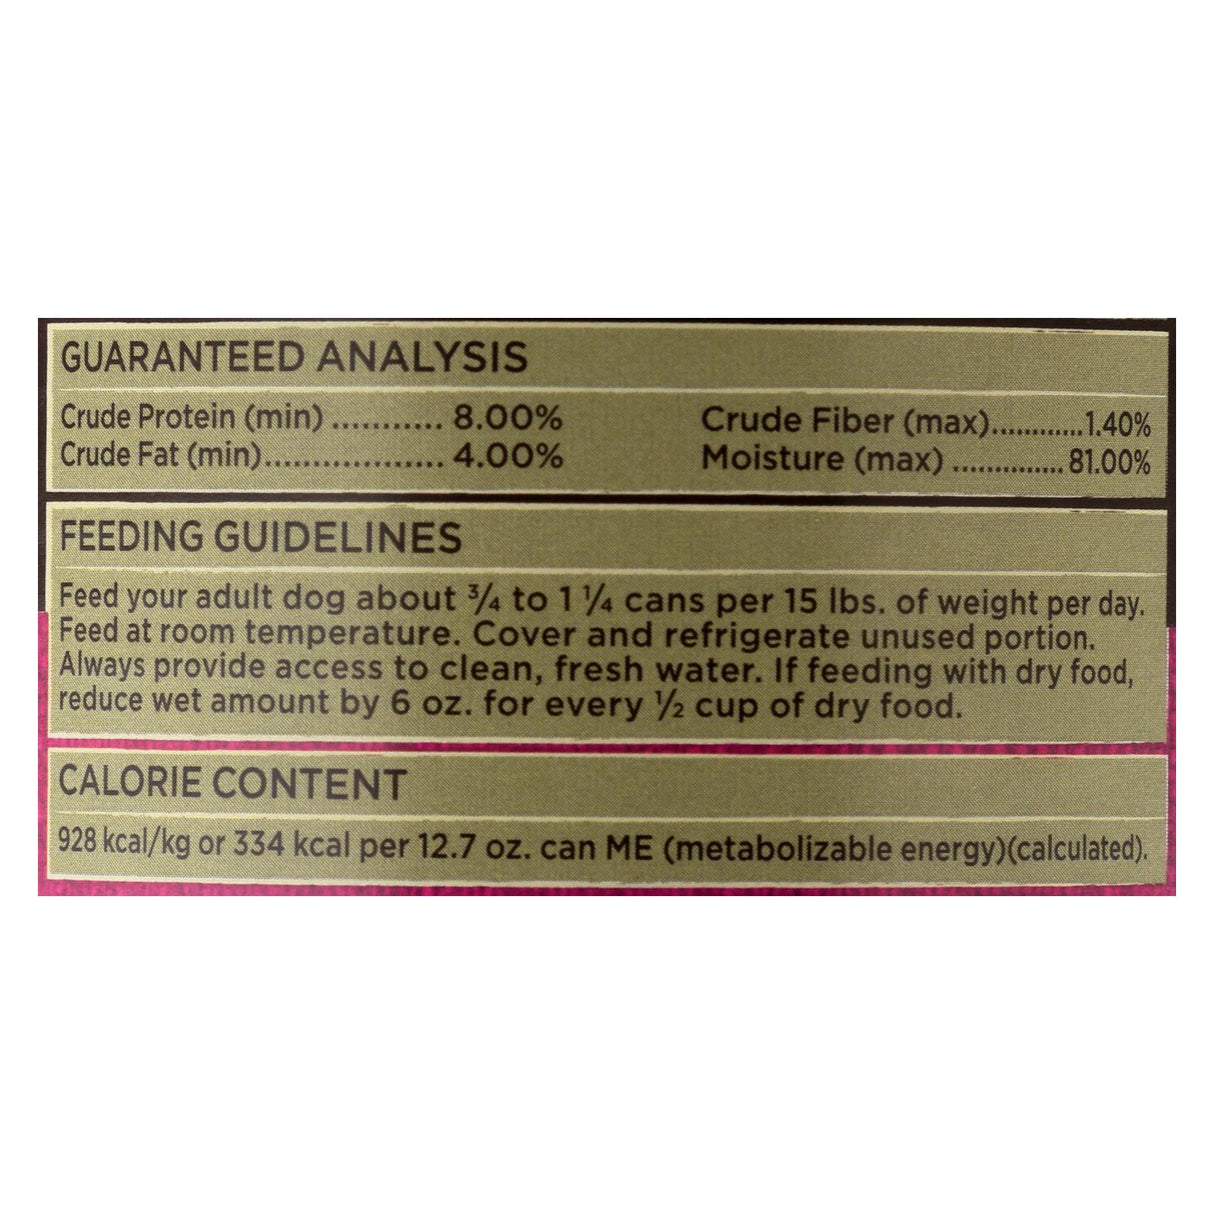 GUARANTEED ANALYSIS
Crude Protein (min) ........... 8.00%
Crude Fat (min).................. 4.00%
Crude Fiber (max)............1.40%
Moisture (max) .............. 81.00%
FEEDING GUIDELINES
Feed your adult dog about ¾ to 1 ¼ cans per 15 lbs. of weight per day.
Feed at room temperature. Cover and refrigerate unused portion.
Always provide access to clean, fresh water. If feeding with dry food,
reduce wet amount by 6 oz. for every ½ cup of dry food.
CALORIE CONTENT
928 kcal/kg or 334 kcal per 12.7 oz. can ME (metabolizable energy)(calculated).